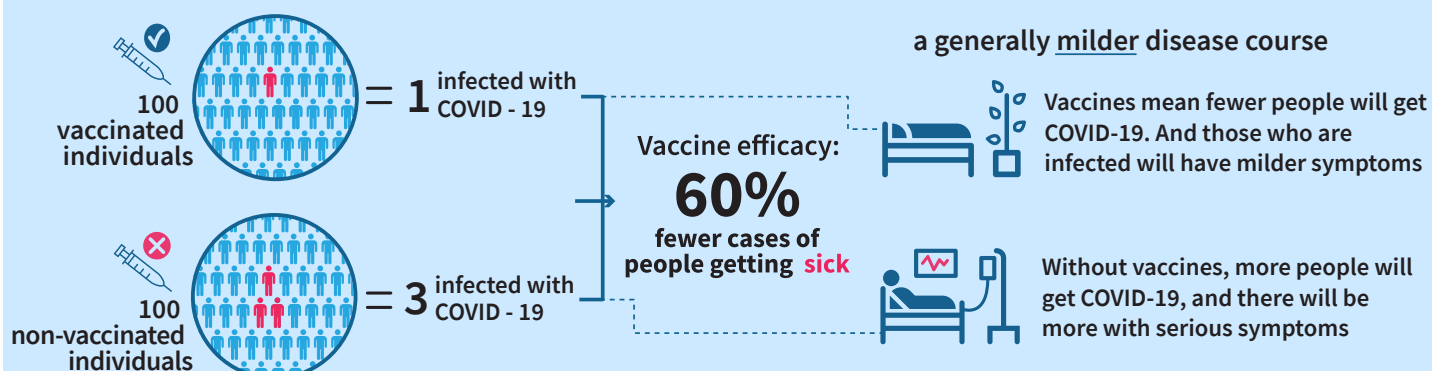 100
vaccinated
individuals
= 1 infected with
COVID - 19
100
non-vaccinated
individuals
= 3 infected with
COVID - 19
Vaccine efficacy:
60%
fewer cases of
people getting sick
a generally milder disease course
Vaccines mean fewer people will get
COVID-19. And those who are
infected will have milder symptoms
Without vaccines, more people will
get COVID-19, and there will be
more with serious symptoms